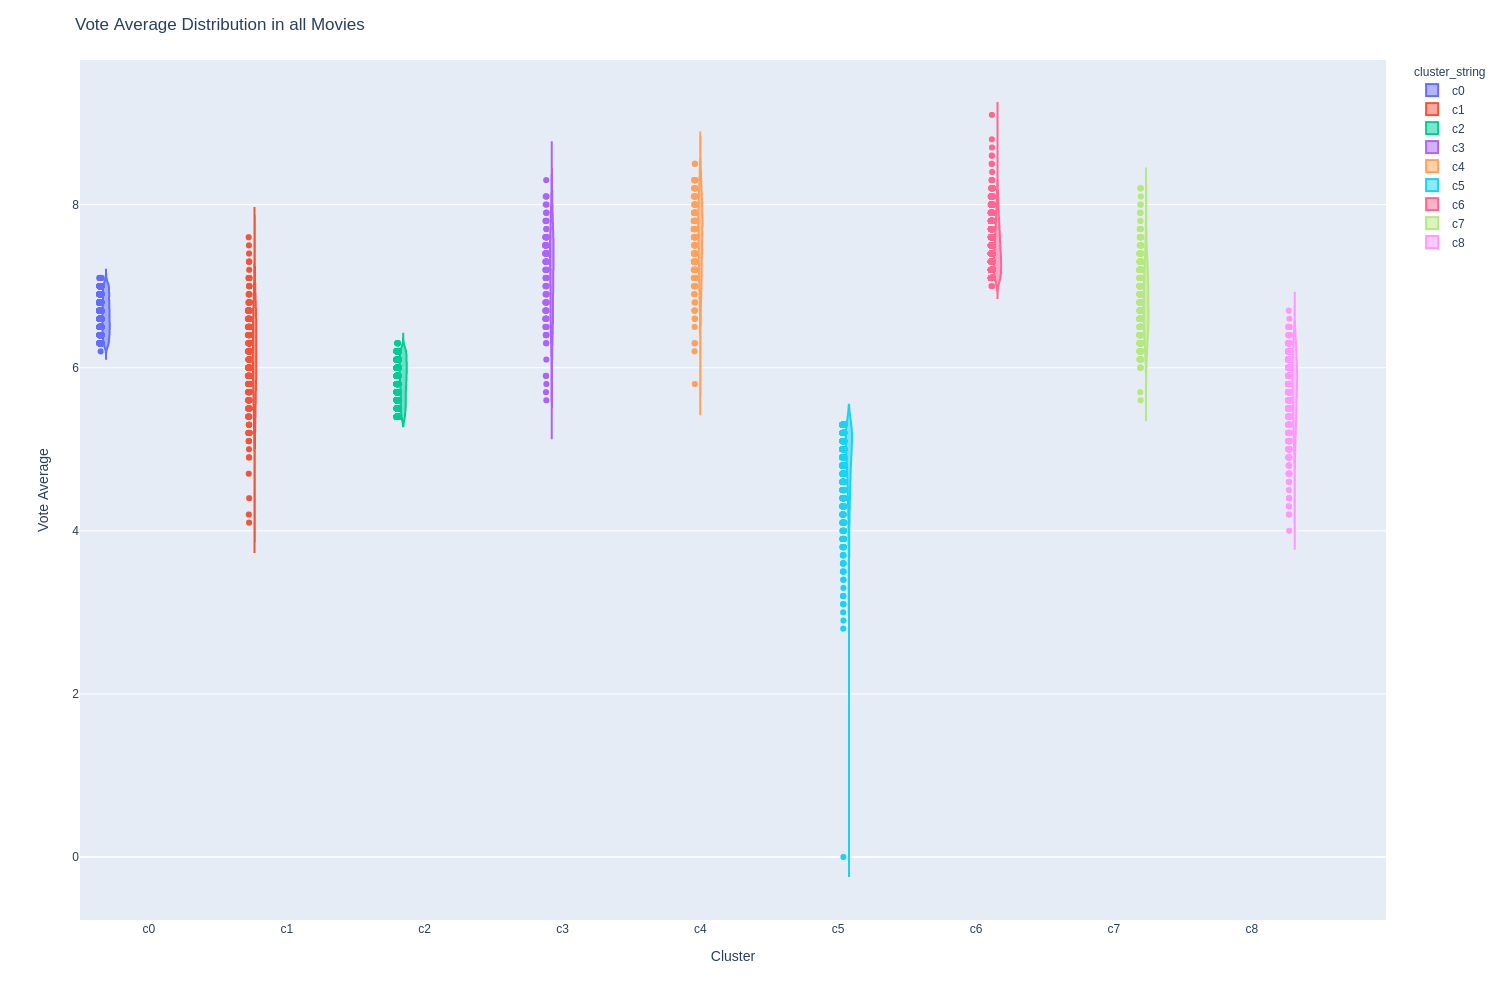 Vote Average Distribution in all Movies
cluster_string
c0
c1
c2
c3
c4
c5
c6
c7
c8
8
6
4
2
0
Vote Average
c0 c1 c2 c3 c4 c5 c6 c7 c8
Cluster